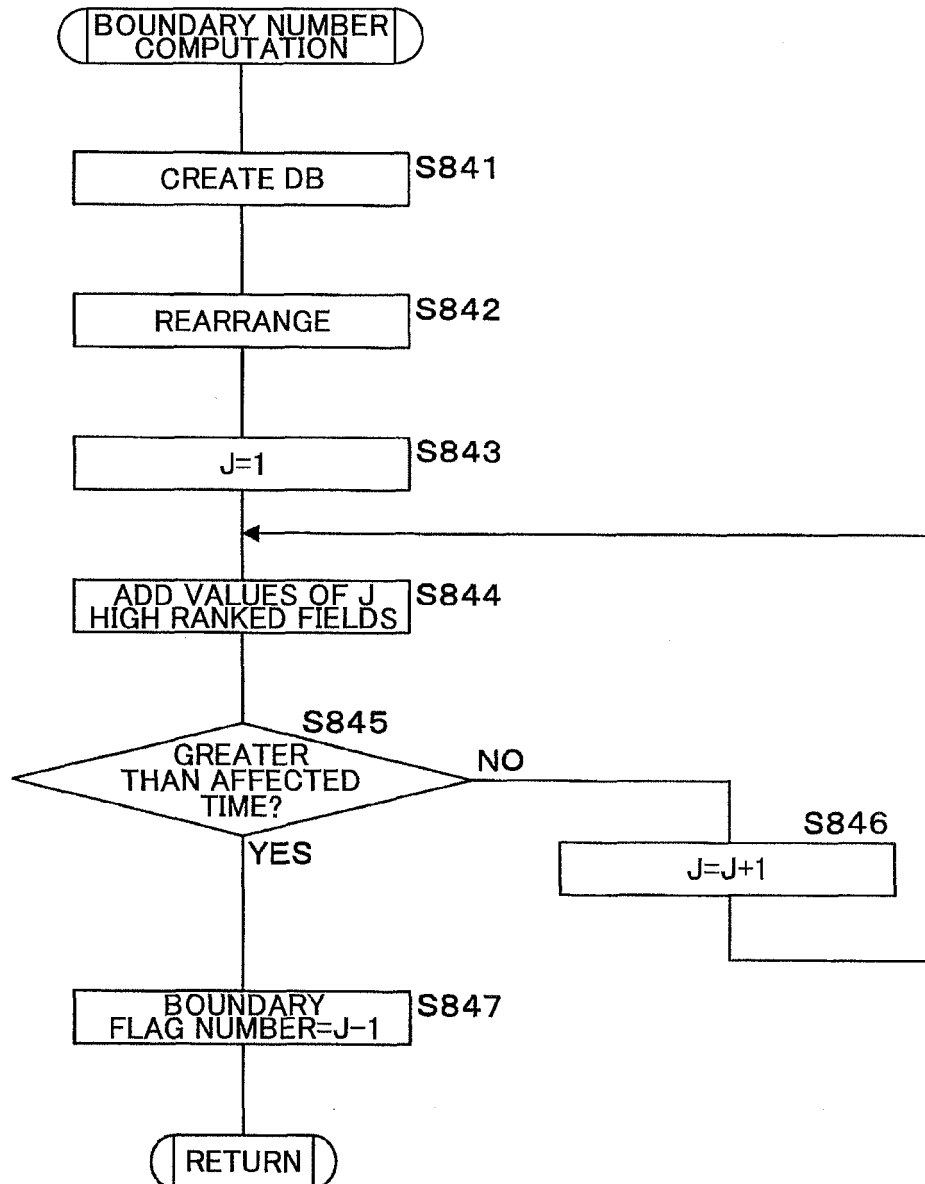 BOUNDARY NUMBER
COMPUTATION
CREATE DB
S841
REARRANGE
S842
J=1
S843
ADD VALUES OF J
HIGH RANKED FIELDS
S844
S845
GREATER
THAN AFFECTED
TIME?
NO
YES
S846
J=J+1
BOUNDARY
FLAG NUMBER=J-1
S847
RETURN